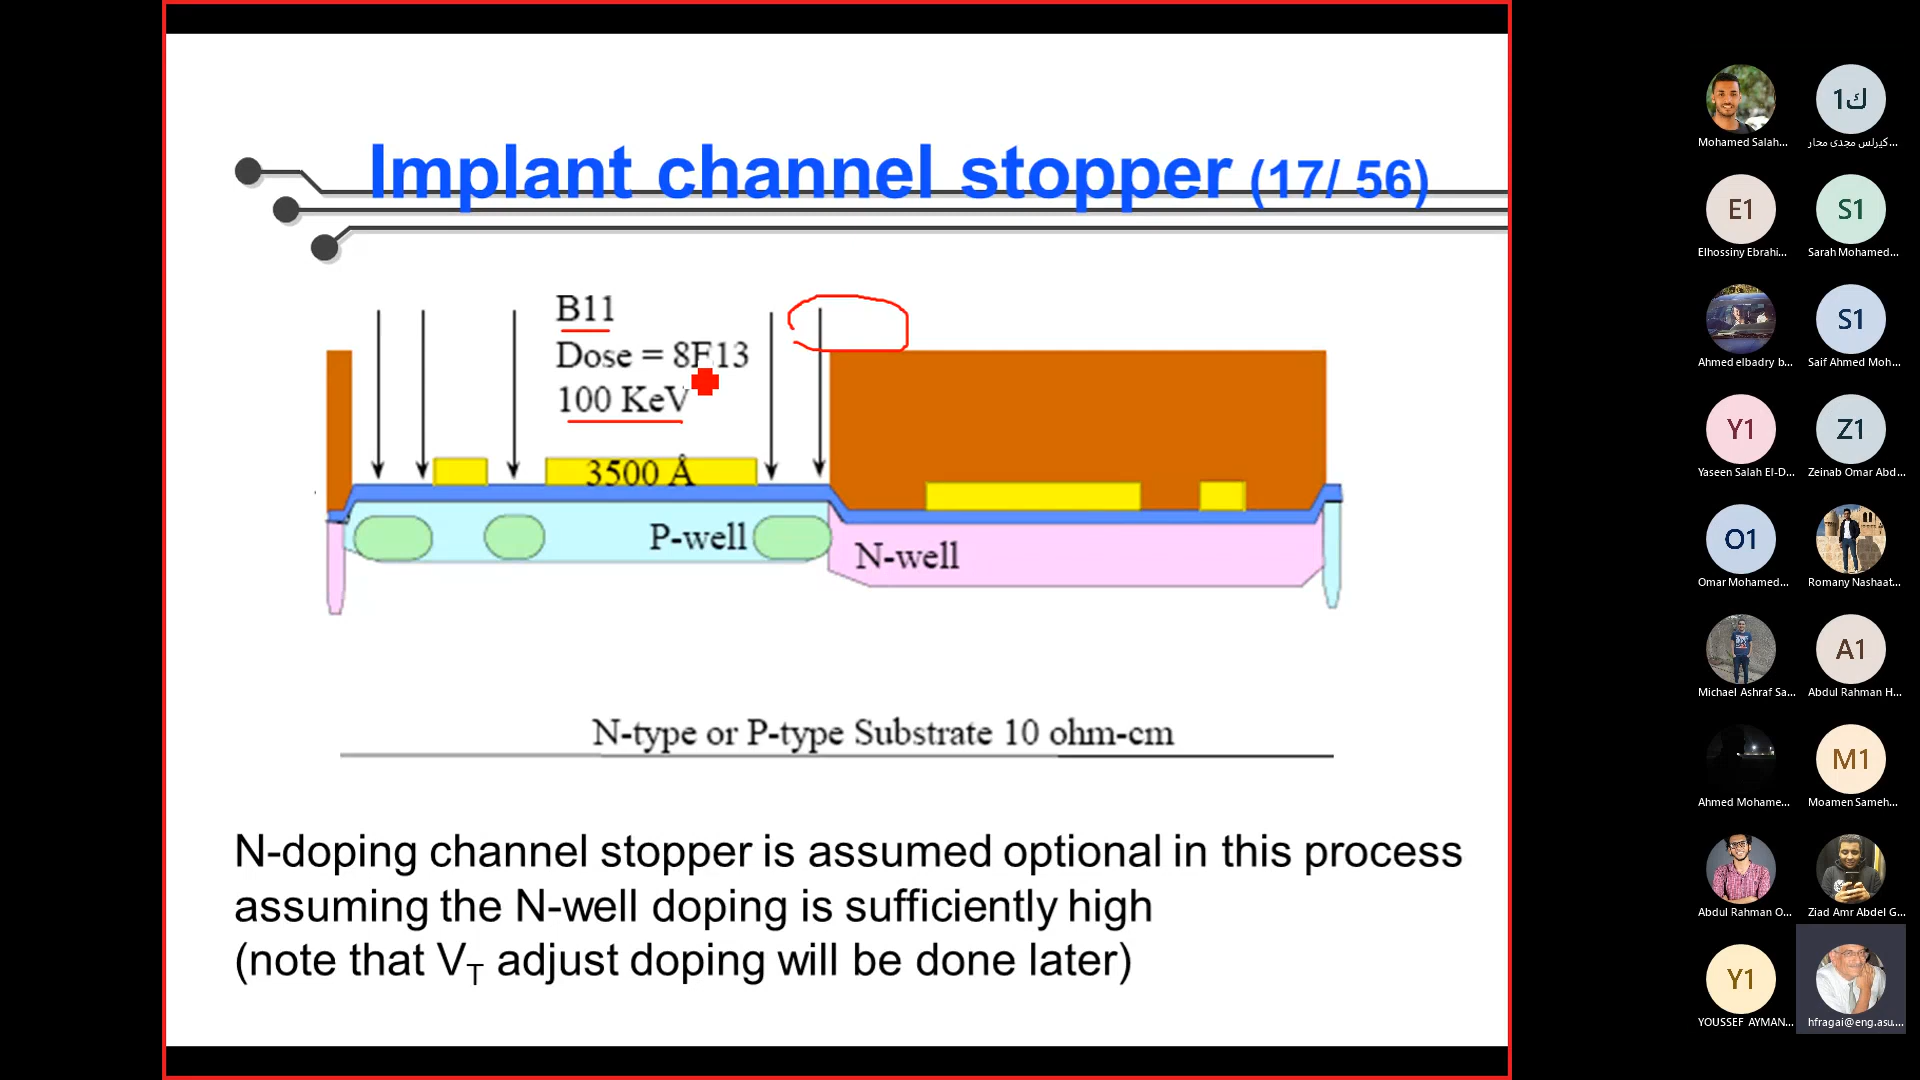 Implant channel stopper (17/ 56)
B11
Dose = 8E13
100 KeV
3500 Å
P-well
N-well
N-type or P-type Substrate 10 ohm-cm
N-doping channel stopper is assumed optional in this process
assuming the N-well doping is sufficiently high
(note that VT adjust doping will be done later)
Mohamed Salah...
ك1
كيرلس مجدى محار...
E1
Elhossiny Ebrahi...
S1
Sarah Mohamed...
Ahmed elbadry b...
S1
Saif Ahmed Moh...
Y1
Yaseen Salah El-D...
Z1
Zeinab Omar Abd...
O1
Omar Mohamed...
Romany Nashaat...
Michael Ashraf Sa...
A1
Abdul Rahman H...
Ahmed Mohame...
M1
Moamen Sameh...
Abdul Rahman O...
Ziad Amr Abdel G...
Y1
YOUSSEF AYMAN...
hfragai@eng.asu....